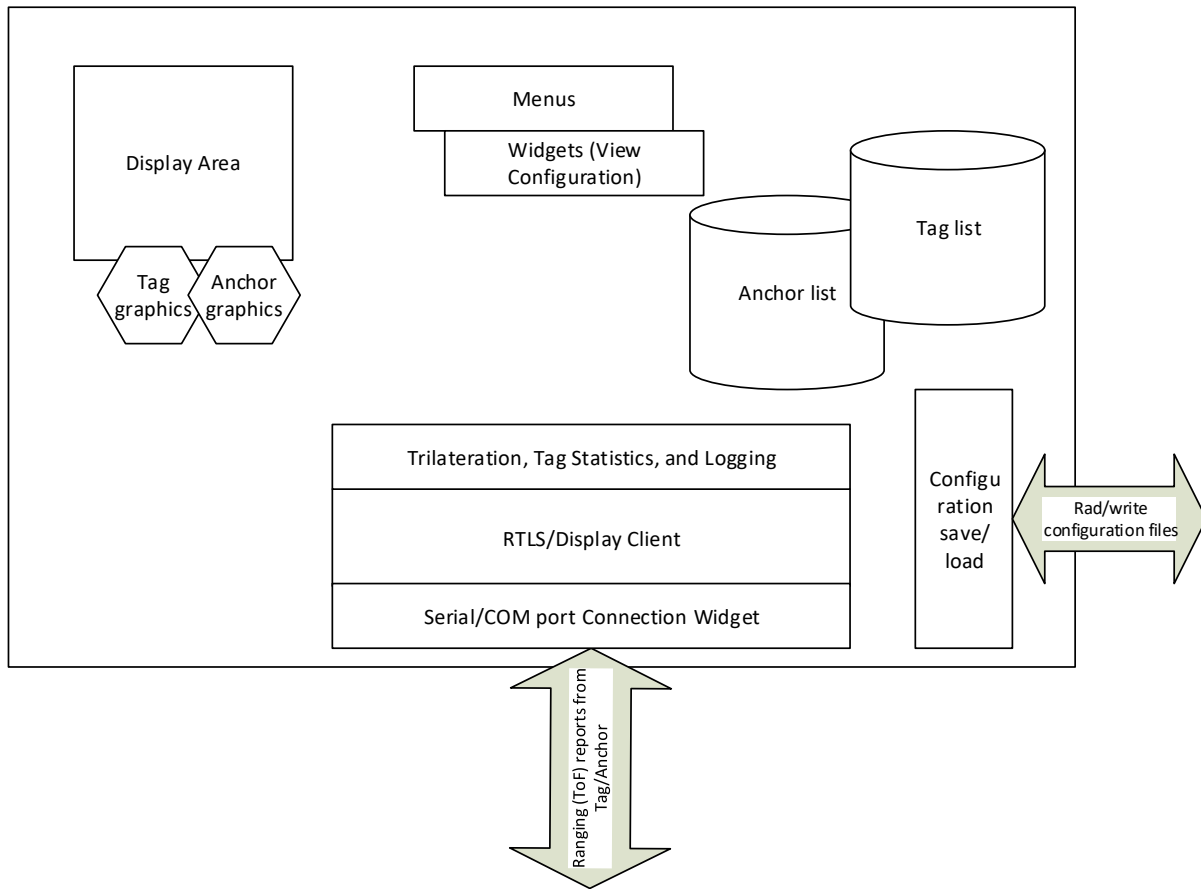 Menus
Widgets (View
Configuration)
Display Area
Tag
graphics
Anchor
graphics
Tag list
Anchor list
Trilateration, Tag Statistics, and Logging
RTLS/Display Client
Serial/COM port Connection Widget
Configu
ration
save/
load
Rad/write
configuration files
Ranging (ToF) reports from
Tag/Anchor